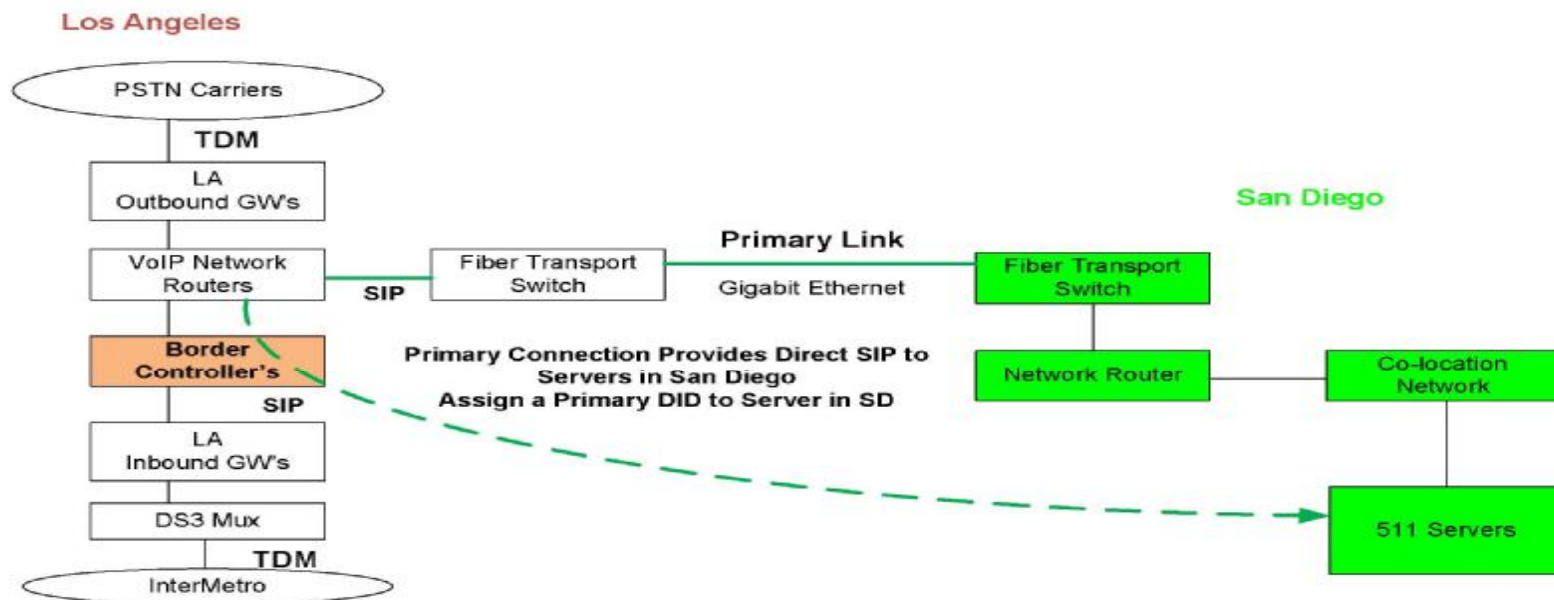 Los Angeles
PSTN Carriers
TDM
LA
Outbound GW's
San Diego
VoIP Network
Routers
SIP
Fiber Transport
Switch
Primary Link
Gigabit Ethernet
Fiber Transport
Switch
Border
Controller's
SIP
Primary Connection Provides Direct SIP to
Servers in San Diego
Assign a Primary DID to Server in SD
Network Router
Co-location
Network
LA
Inbound GW's
DS3 Mux
TDM
InterMetro
511 Servers